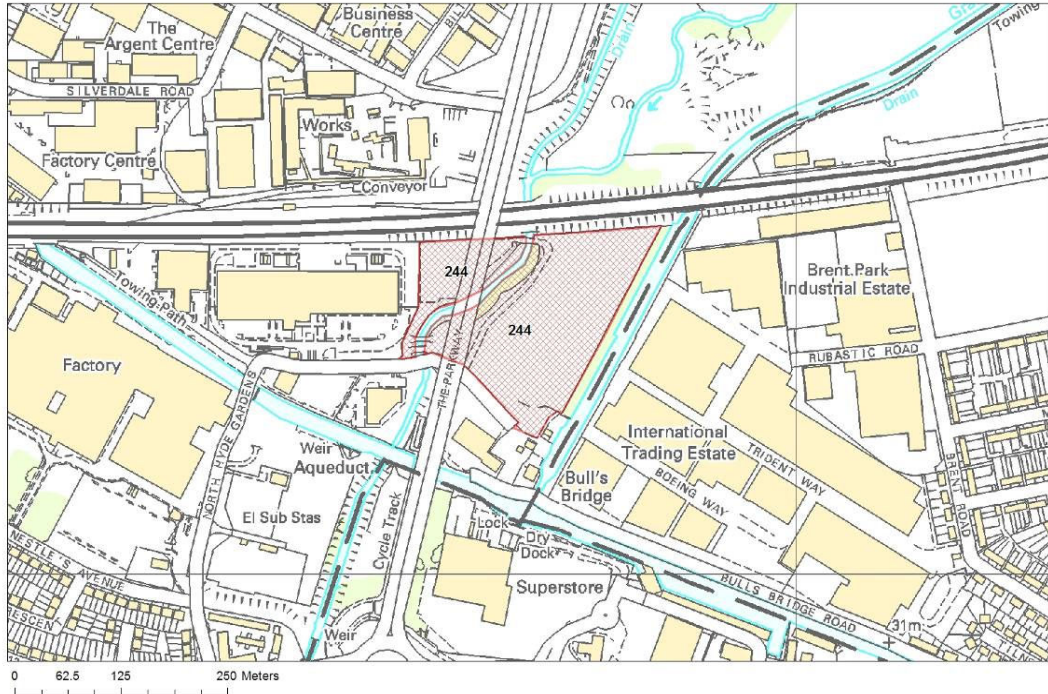 The
Argent Centre
Business
Centre
SILVERDALE ROAD
Works
Factory Centre
Conveyor
Drain
Drain
Towing
Towing Path
244
244
THE PARKWAY
Brent Park
Industrial Estate
RUBASTIC ROAD
Factory
NORTH HYDE GARDENS
Weir
Aqueduct
El Sub Stas
Cycle Track
International
Trading Estate
TRIDENT WAY
BOEING WAY
BRENT ROAD
Bull's
Bridge
Lock
Dry
Dock
Superstore
BULLS BRIDGE ROAD
NESTLE'S AVENUE
Weir
31m
0 62.5 125 250 Meters